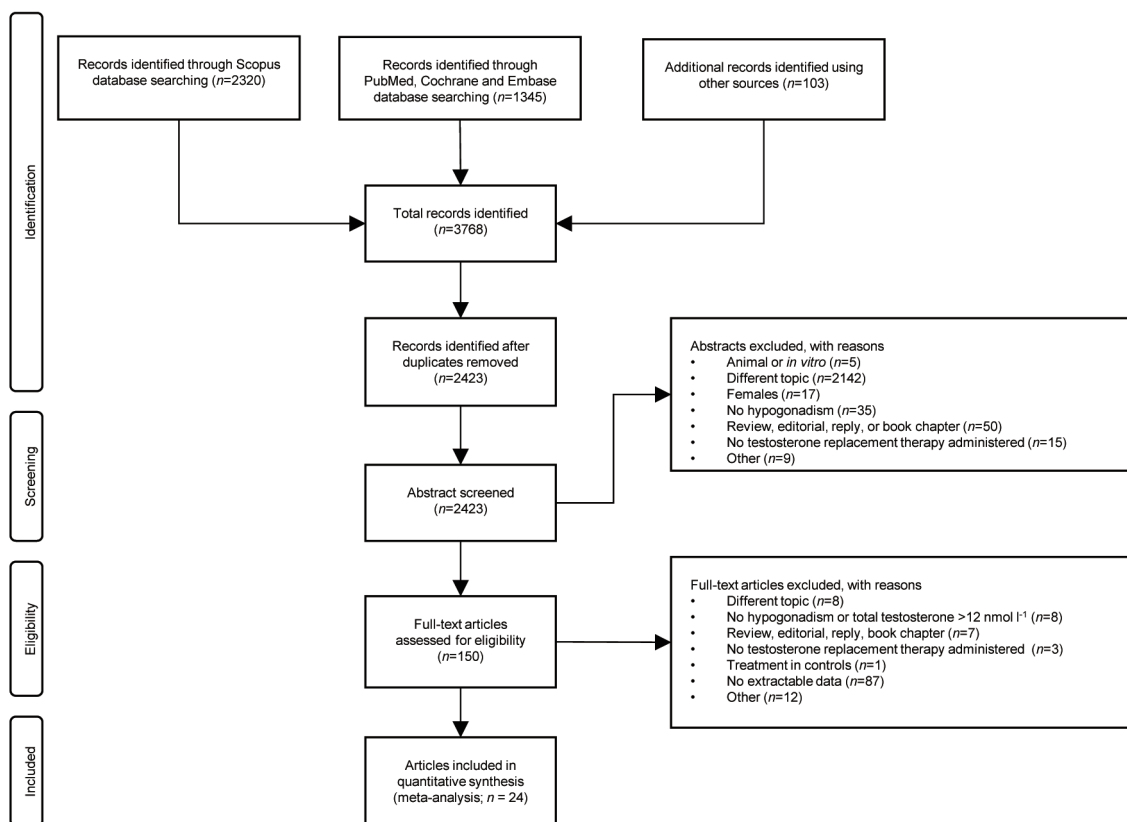 Records identified through Scopus
database searching (n=2320)
Records identified through
PubMed, Cochrane and Embase
database searching (n=1345)
Additional records identified using
other sources (n=103)
Identification
Total records identified
(n=3768)
Records identified after
duplicates removed
(n=2423)
Abstracts excluded, with reasons
• Animal or in vitro (n=5)
• Different topic (n=2142)
• Females (n=17)
• No hypogonadism (n=35)
• Review, editorial, reply, or book chapter (n=50)
• No testosterone replacement therapy administered (n=15)
• Other (n=9)
Screening
Abstract screened
(n=2423)
Eligibility
Full-text articles
assessed for eligibility
(n=150)
Full-text articles excluded, with reasons
• Different topic (n=8)
• No hypogonadism or total testosterone >12 nmol l⁻¹ (n=8)
• Review, editorial, reply, book chapter (n=7)
• No testosterone replacement therapy administered (n=3)
• Treatment in controls (n=1)
• No extractable data (n=87)
• Other (n=12)
Included
Articles included in
quantitative synthesis
(meta-analysis; n = 24)